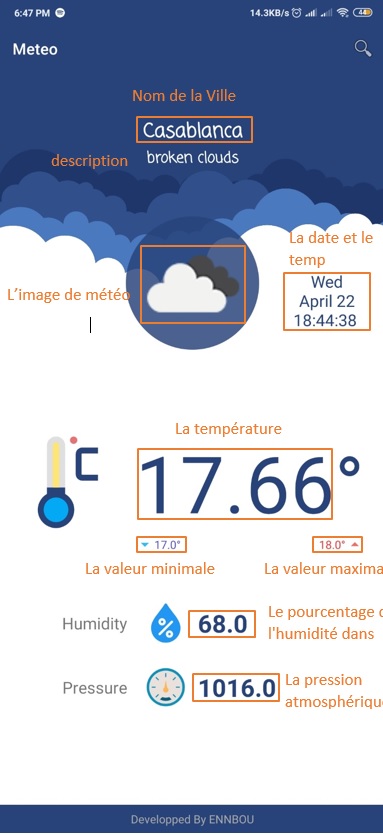 6:47 PM
14.3KB/s
44
Meteo
Nom de la Ville
Casablanca
description
broken clouds
La date et le
temp
L'image de météo
Wed
April 22
18:44:38
La température
C
17.66°
17.0°
18.0°
La valeur minimale
La valeur maxima
Humidity
%
68.0
Le pourcentage d
l'humidité dans
Pressure
1016.0
La pression
atmosphérique
Developped By ENNBOU